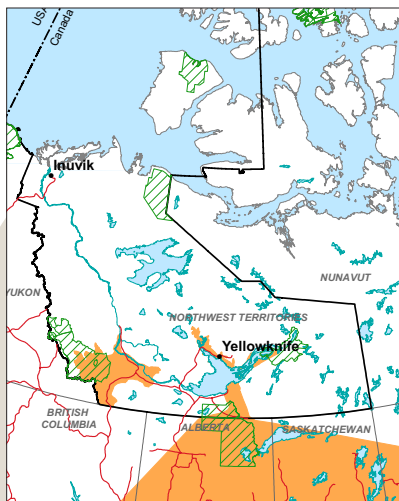 USA
Canada
Inuvik
NUNAVUT
YUKON
NORTHWEST TERRITORIES
Yellowknife
BRITISH
COLUMBIA
ALBERTA
SASKATCHEWAN